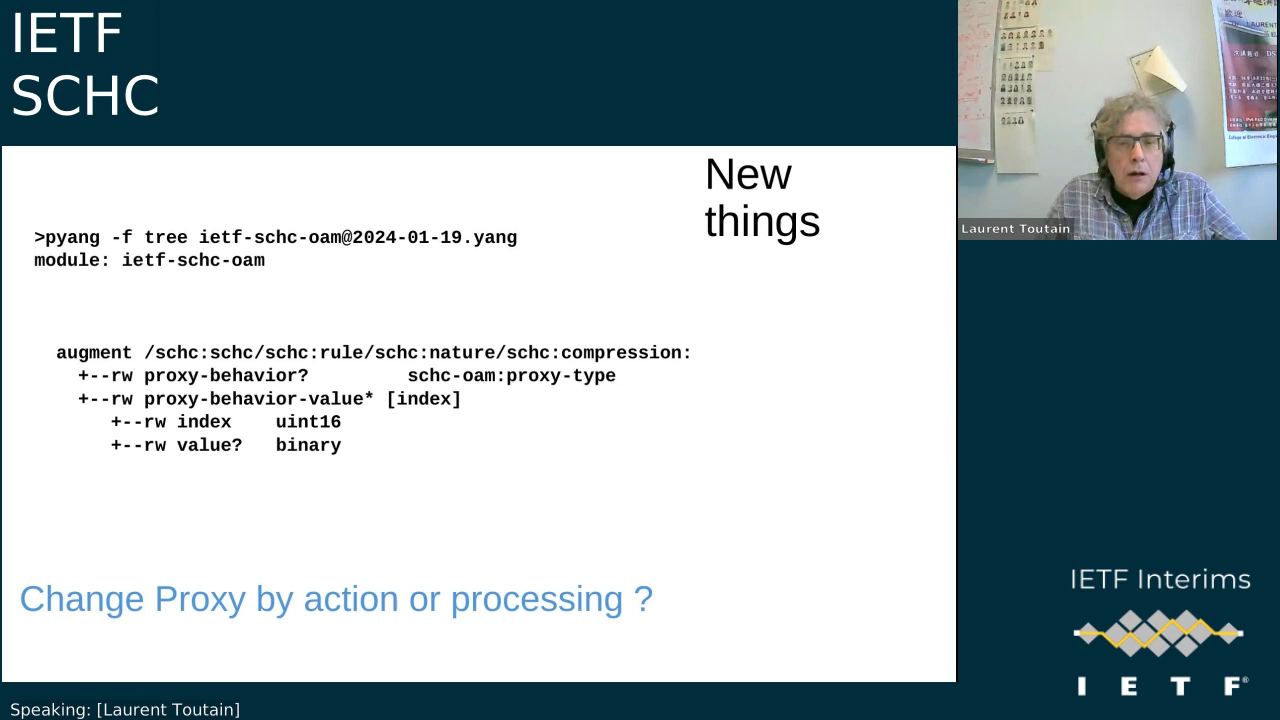 IETF
SCHC
New
things
>pyang -f tree ietf-schc-oam@2024-01-19.yang
module: ietf-schc-oam
augment /schc:schc/schc:rule/schc:nature/schc:compression:
+--rw proxy-behavior? schc-oam:proxy-type
+--rw proxy-behavior-value* [index]
+--rw index uint16
+--rw value? binary
Change Proxy by action or processing ?
Laurent Toutain
IETF Interims
I E T F®
Speaking: [Laurent Toutain]